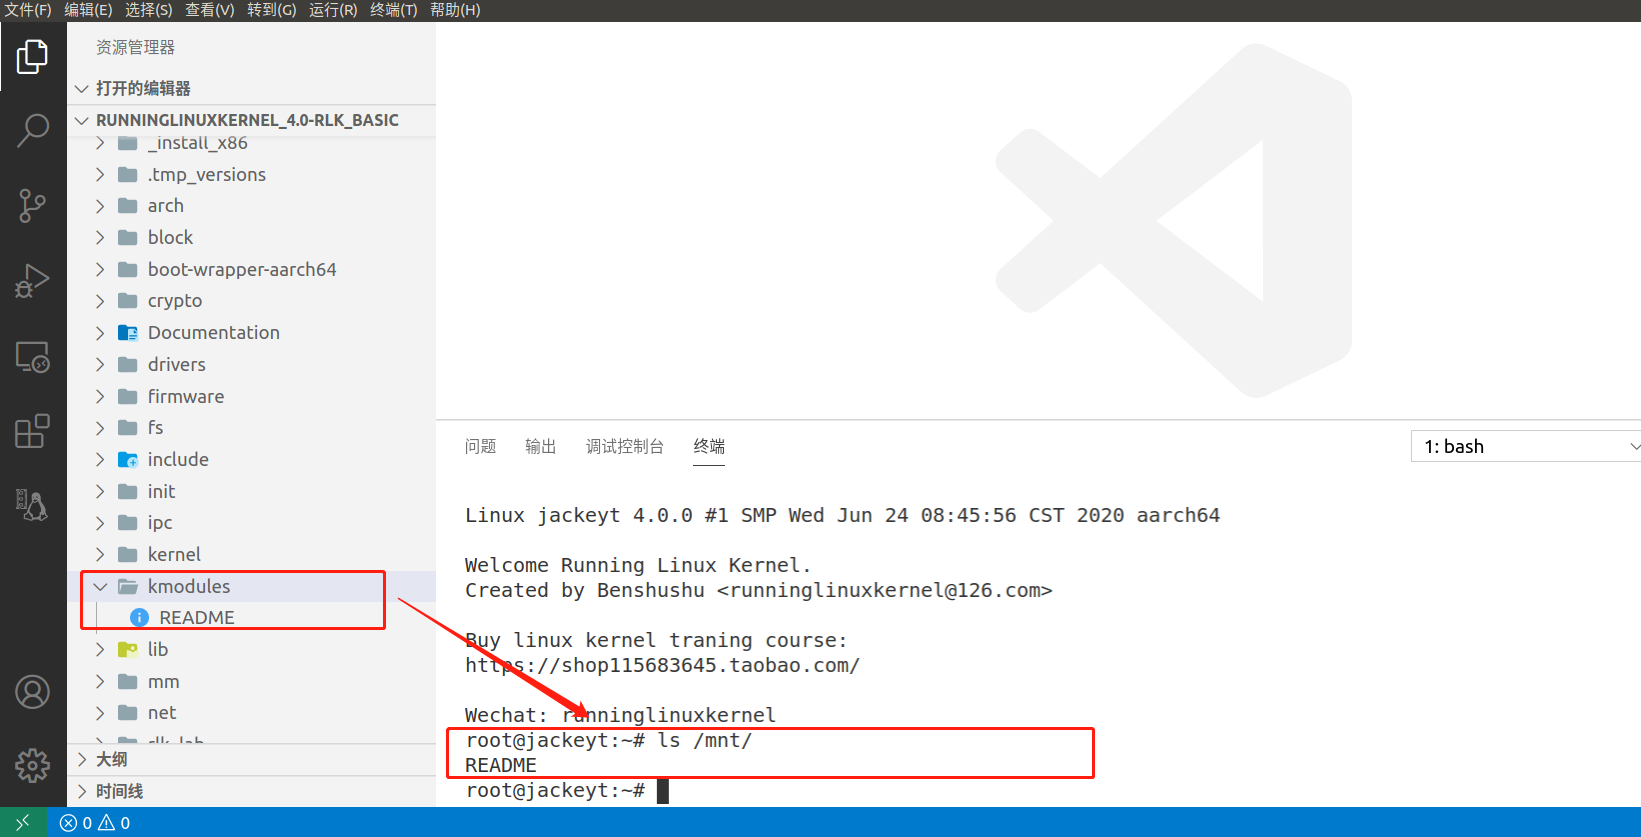 文件(F) 编辑(E) 选择(S) 查看(V) 转到(G) 运行(R) 终端(T) 帮助(H)
资源管理器
打开的编辑器
RUNNINGLINUXKERNEL_4.0-RLK_BASIC
_install_x86
.tmp_versions
arch
block
boot-wrapper-aarch64
crypto
Documentation
drivers
firmware
fs
include
init
ipc
kernel
kmodules
README
lib
mm
net
rlk_lab
大纲
时间线
问题 输出 调试控制台 终端
1: bash
Linux jackeyt 4.0.0 #1 SMP Wed Jun 24 08:45:56 CST 2020 aarch64
Welcome Running Linux Kernel.
Created by Benshushu <runninglinuxkernel@126.com>
Buy linux kernel traning course:
https://shop115683645.taobao.com/
Wechat: runninglinuxkernel
root@jackeyt:~# ls /mnt/
README
root@jackeyt:~#
0 0